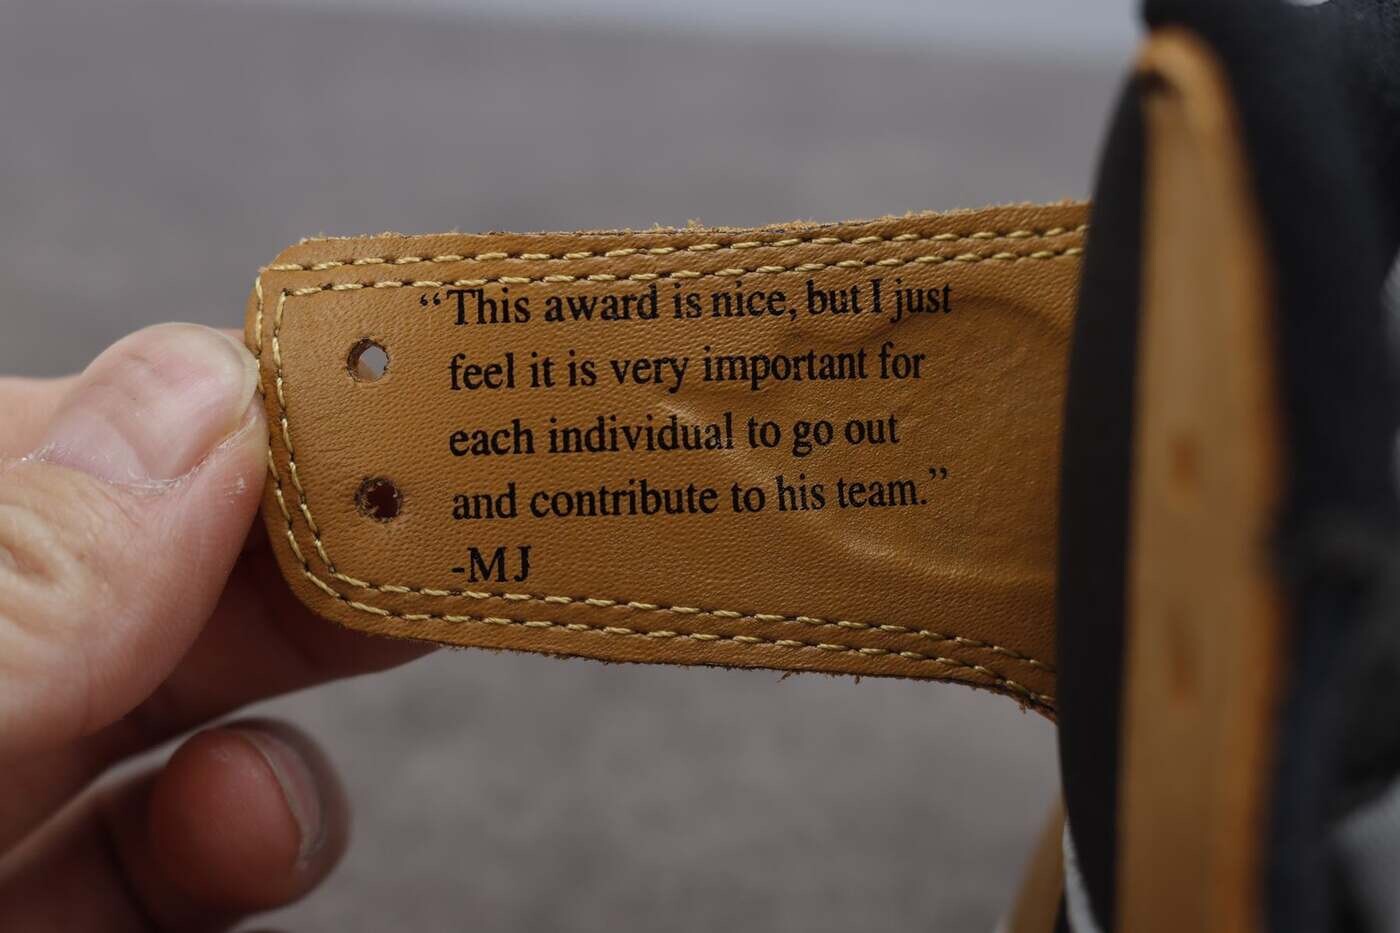 “This award is nice, but I just
feel it is very important for
each individual to go out
and contribute to his team.”
-MJ